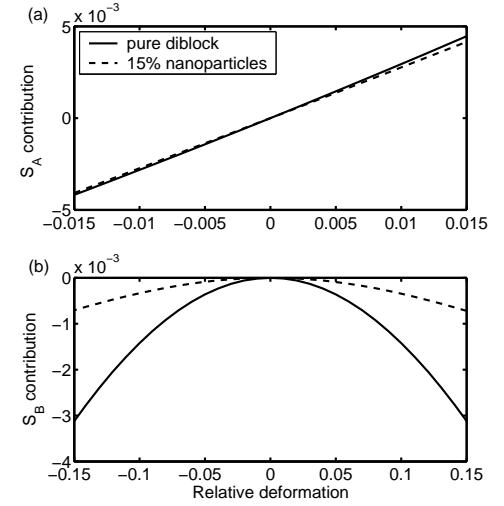 (a)
x 10⁻³
5
0
−5
S_A contribution
pure diblock
15% nanoparticles
−0.015 −0.01 −0.005 0 0.005 0.01 0.015
(b)
x 10⁻³
0
−1
−2
−3
−4
S_B contribution
−0.15 −0.1 −0.05 0 0.05 0.1 0.15
Relative deformation